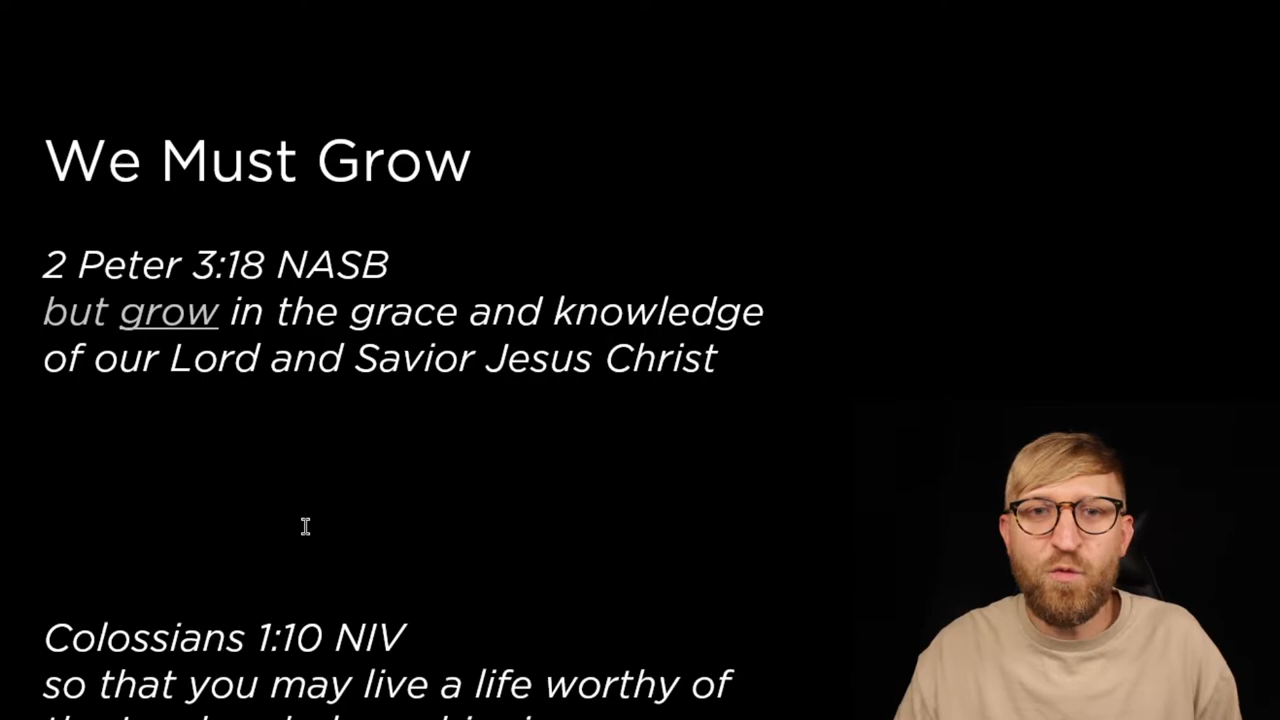 We Must Grow
2 Peter 3:18 NASB
but grow in the grace and knowledge
of our Lord and Savior Jesus Christ
Colossians 1:10 NIV
so that you may live a life worthy of